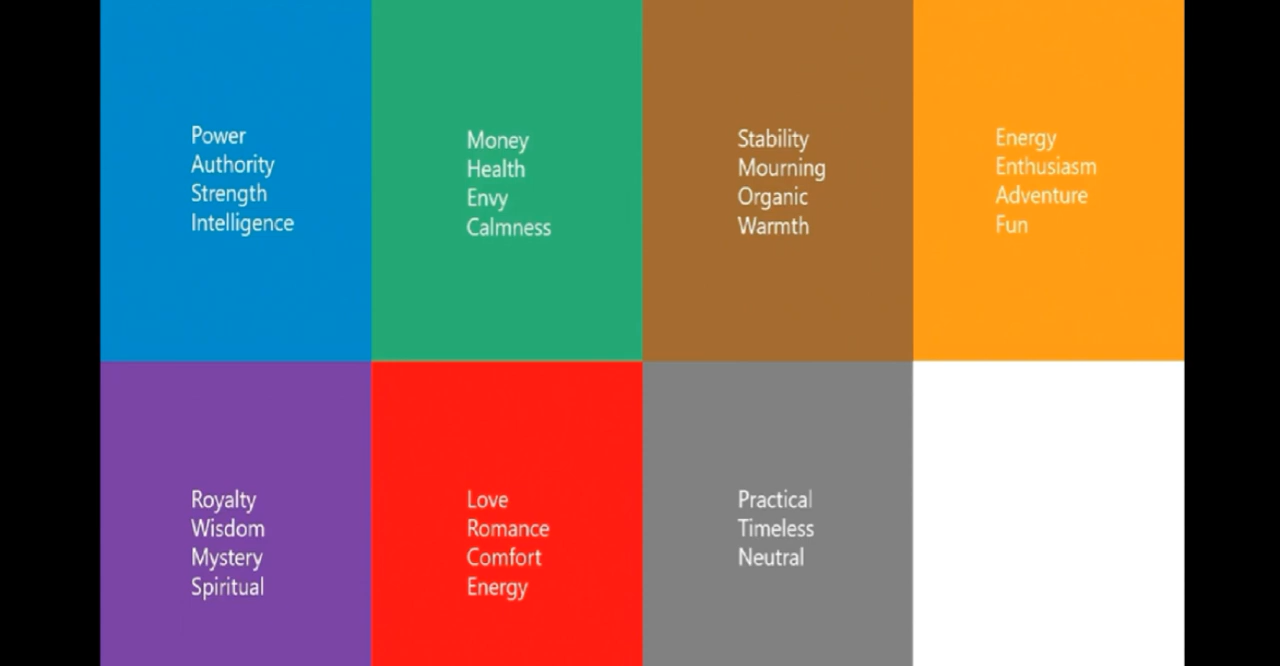 Power
Authority
Strength
Intelligence
Money
Health
Envy
Calmness
Stability
Mourning
Organic
Warmth
Energy
Enthusiasm
Adventure
Fun
Royalty
Wisdom
Mystery
Spiritual
Love
Romance
Comfort
Energy
Practical
Timeless
Neutral